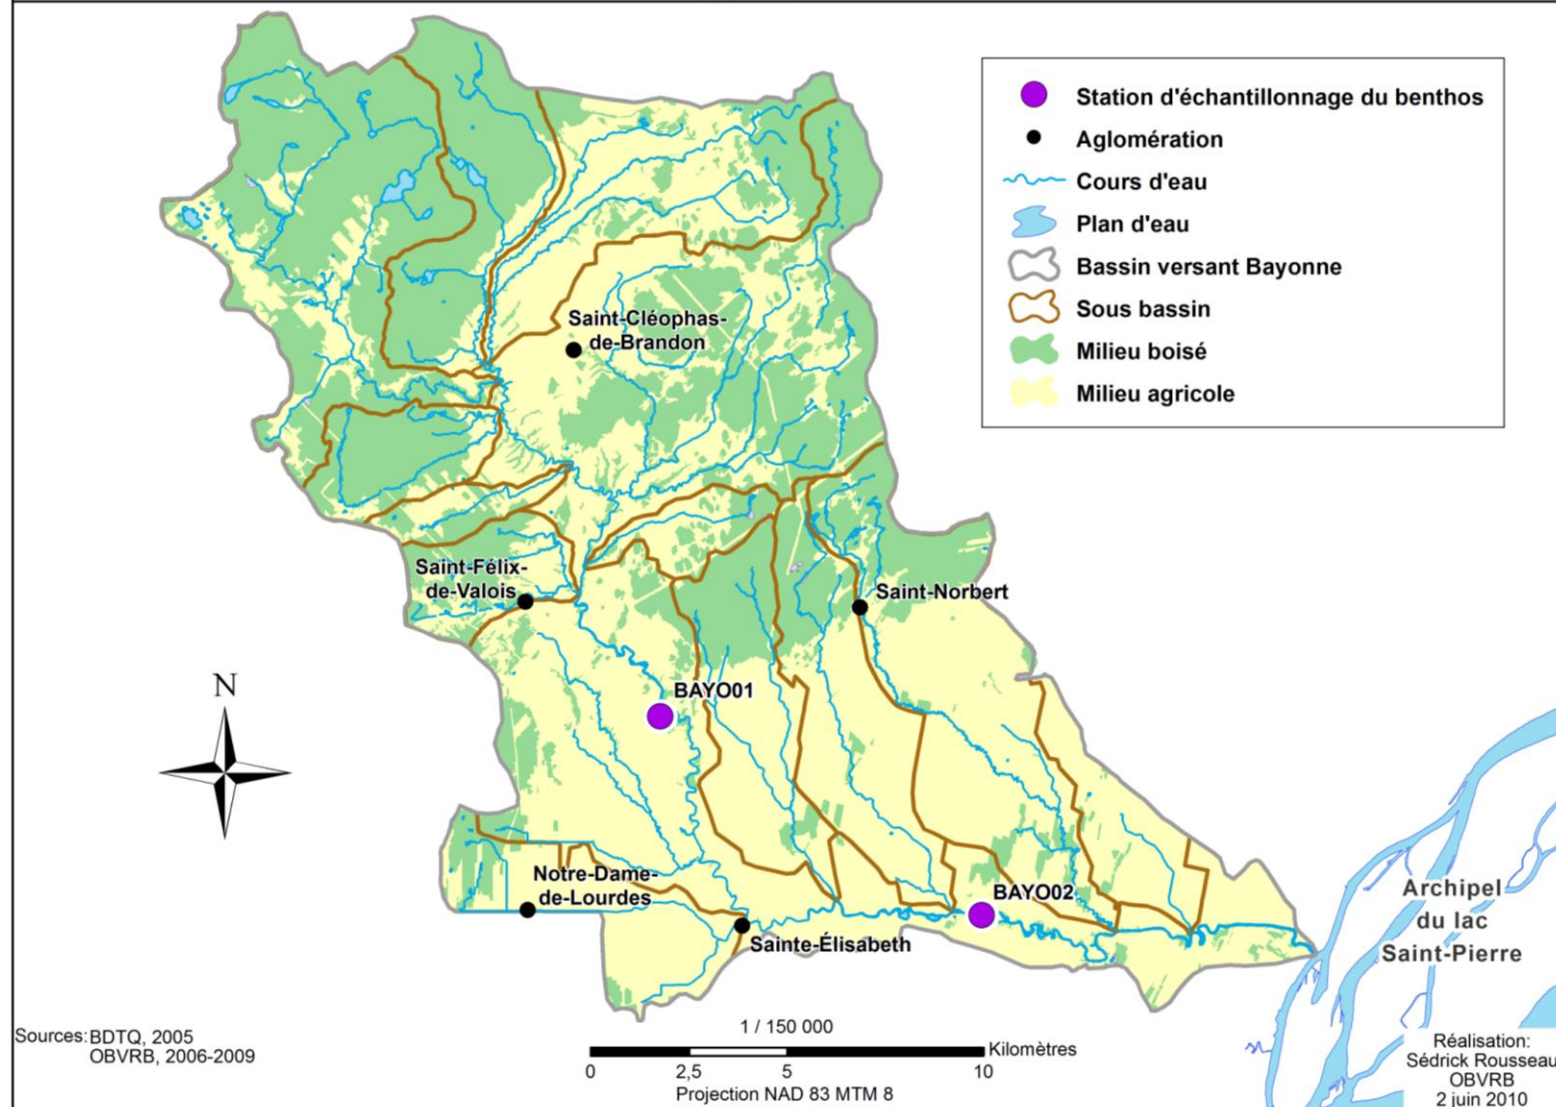 Station d'échantillonnage du benthos
Aglomération
Cours d'eau
Plan d'eau
Bassin versant Bayonne
Sous bassin
Milieu boisé
Milieu agricole
Saint-Cléophas-
de-Brandon
Saint-Félix-
de-Valois
Saint-Norbert
BAYO01
N
Notre-Dame-
de-Lourdes
BAYO02
Sainte-Élisabeth
Archipel
du lac
Saint-Pierre
Sources: BDTQ, 2005
OBVRB, 2006-2009
1 / 150 000
Kilomètres
0 2,5 5 10
Projection NAD 83 MTM 8
Réalisation:
Sédrick Rousseau
OBVRB
2 juin 2010